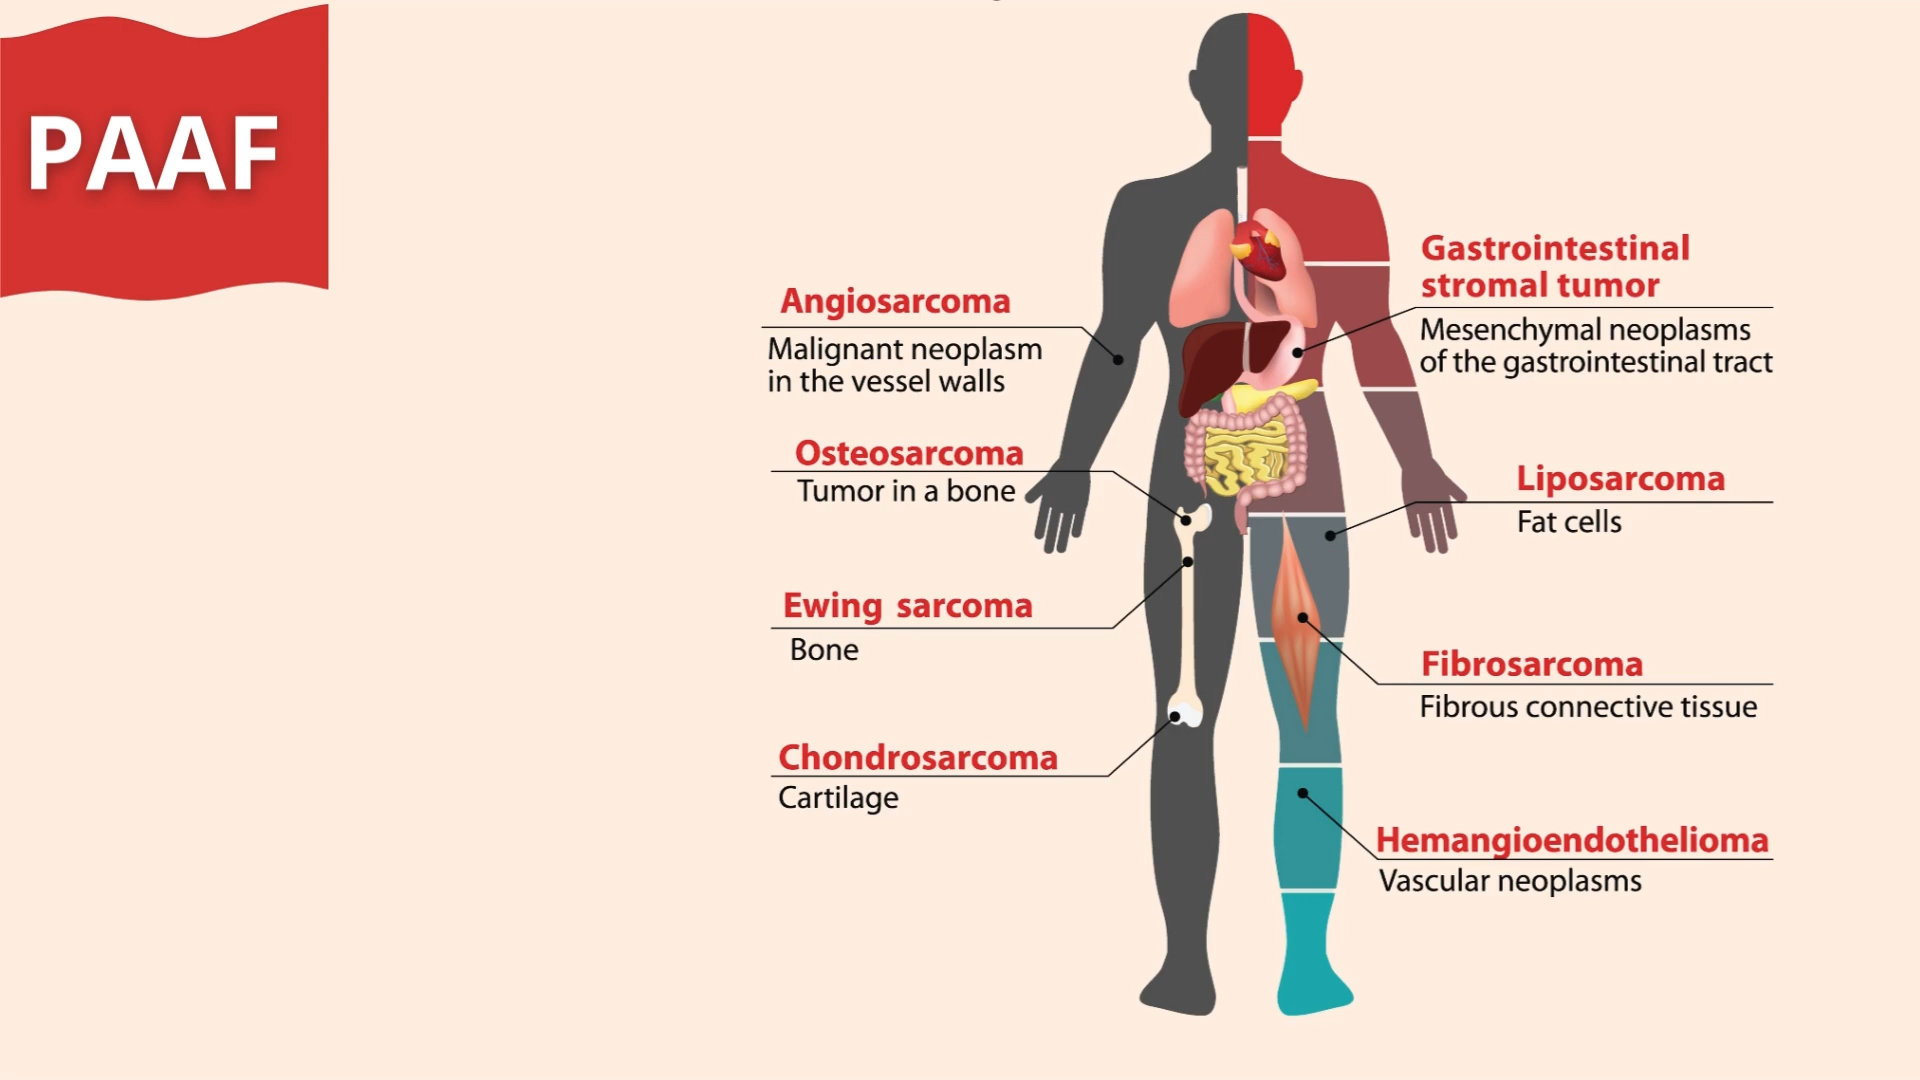 PAAF
Angiosarcoma
Malignant neoplasm
in the vessel walls
Osteosarcoma
Tumor in a bone
Ewing sarcoma
Bone
Chondrosarcoma
Cartilage
Gastrointestinal
stromal tumor
Mesenchymal neoplasms
of the gastrointestinal tract
Liposarcoma
Fat cells
Fibrosarcoma
Fibrous connective tissue
Hemangioendothelioma
Vascular neoplasms